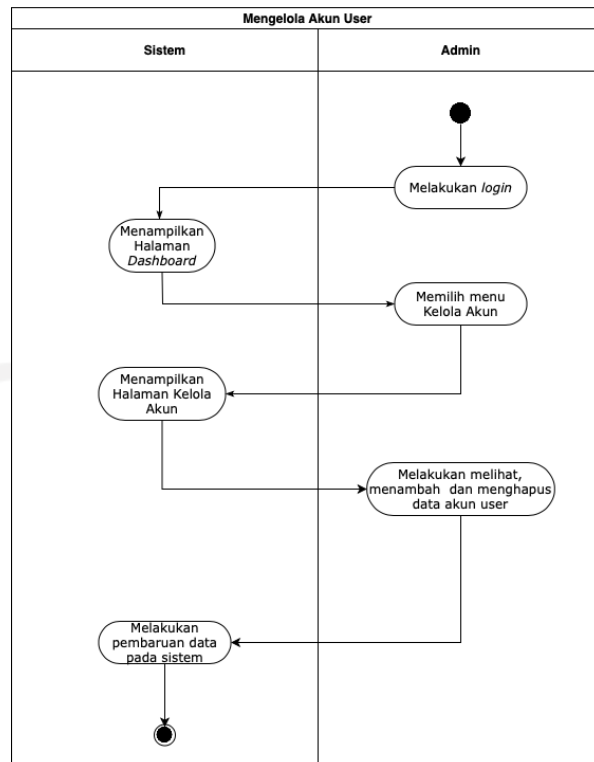 Mengelola Akun User
Sistem
Admin
Melakukan login
Menampilkan
Halaman
Dashboard
Memilih menu
Kelola Akun
Menampilkan
Halaman Kelola
Akun
Melakukan melihat,
menambah dan menghapus
data akun user
Melakukan
pembaruan data
pada sistem